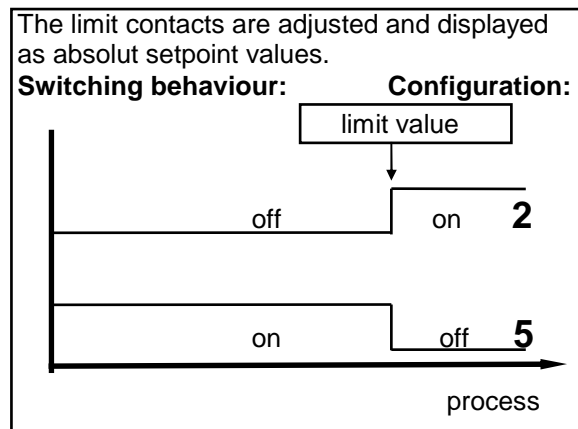 The limit contacts are adjusted and displayed
as absolut setpoint values.
Switching behaviour: Configuration:
limit value
off on 2
on off 5
process